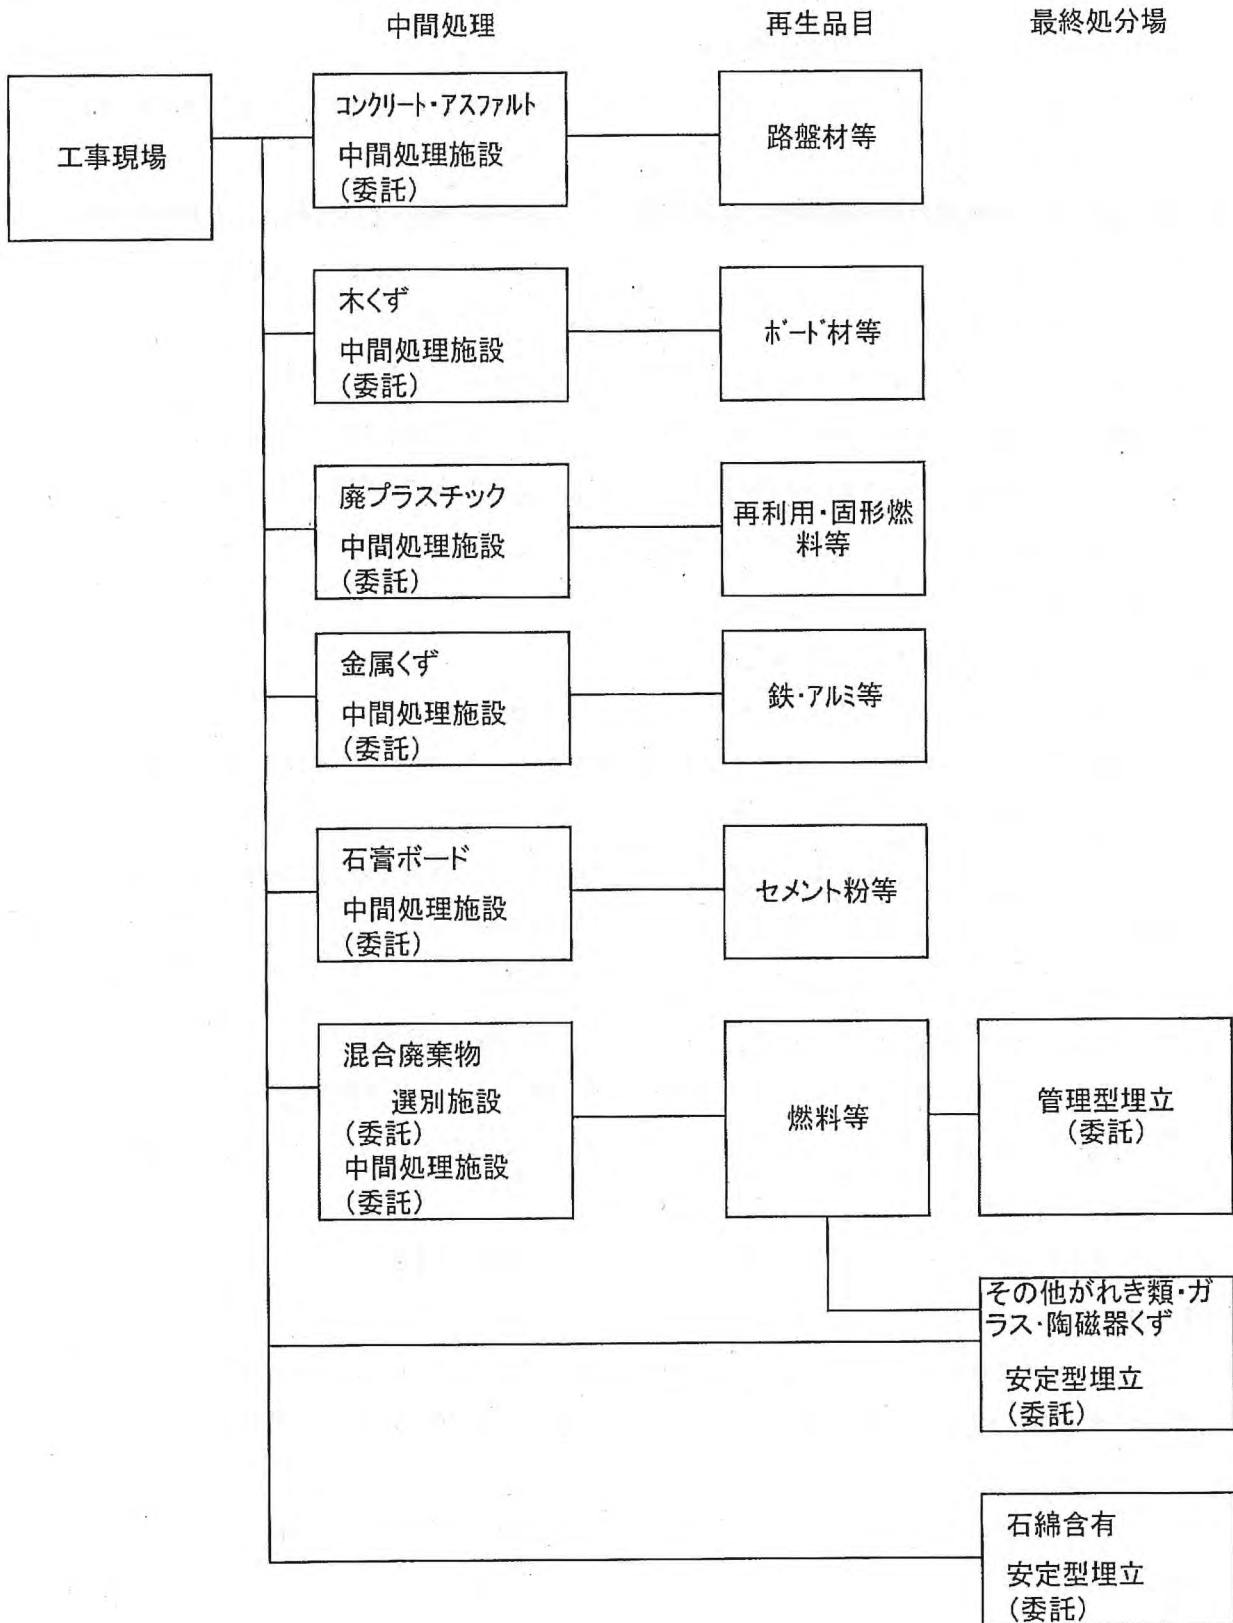 中間処理
再生品目
最終処分場
工事現場
コンクリート・アスファルト
中間処理施設
(委託)
路盤材等
木くず
中間処理施設
(委託)
ボード材等
廃プラスチック
中間処理施設
(委託)
再利用・固形燃
料等
金属くず
中間処理施設
(委託)
鉄・アルミ等
石膏ボード
中間処理施設
(委託)
セメント粉等
混合廃棄物
選別施設
(委託)
中間処理施設
(委託)
燃料等
管理型埋立
(委託)
その他がれき類・ガ
ラス・陶磁器くず
安定型埋立
(委託)
石綿含有
安定型埋立
(委託)